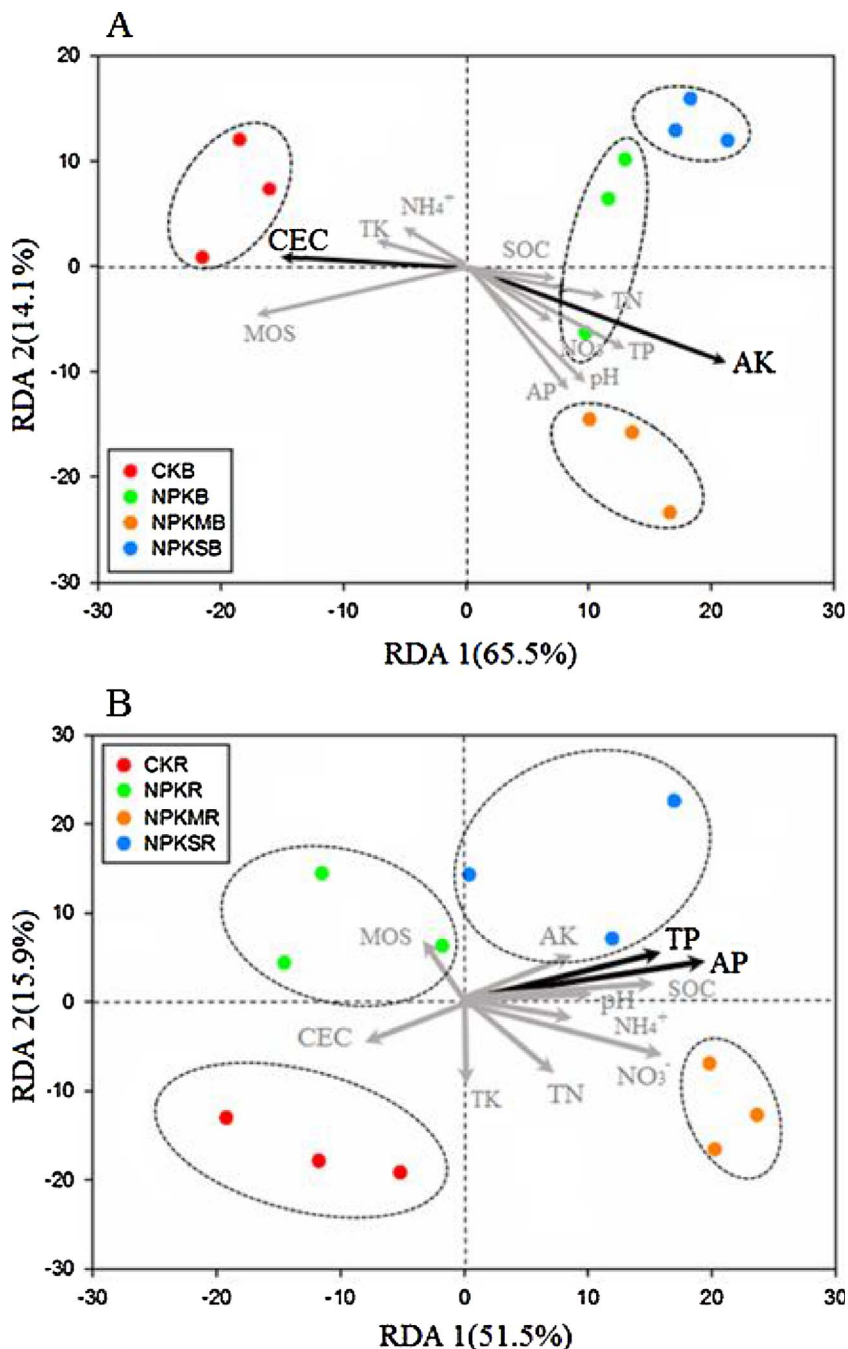 A
20
10
0
-10
-20
-30
RDA 2(14.1%)
NH₄⁺
TK
CEC
MOS
SOC
TN
NO₃⁻
TP
AK
pH
AP
CKB
NPKB
NPKMB
NPKSB
-30
-20
-10
0
10
20
30
RDA 1(65.5%)
B
30
20
10
0
-10
-20
-30
RDA 2(15.9%)
CKR
NPKR
NPKMR
NPKSR
MOS
AK
TP
AP
SOC
pH
CEC
NH₄⁺
NO₃⁻
TK
TN
-30
-20
-10
0
10
20
30
RDA 1(51.5%)